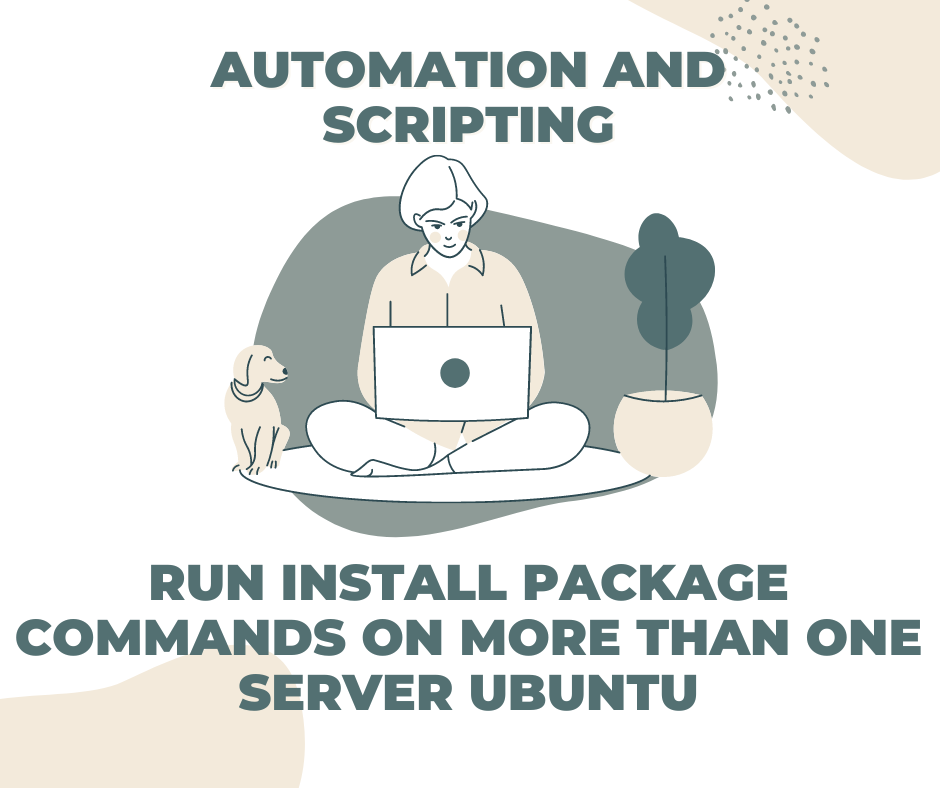 AUTOMATION AND
SCRIPTING
RUN INSTALL PACKAGE
COMMANDS ON MORE THAN ONE
SERVER UBUNTU